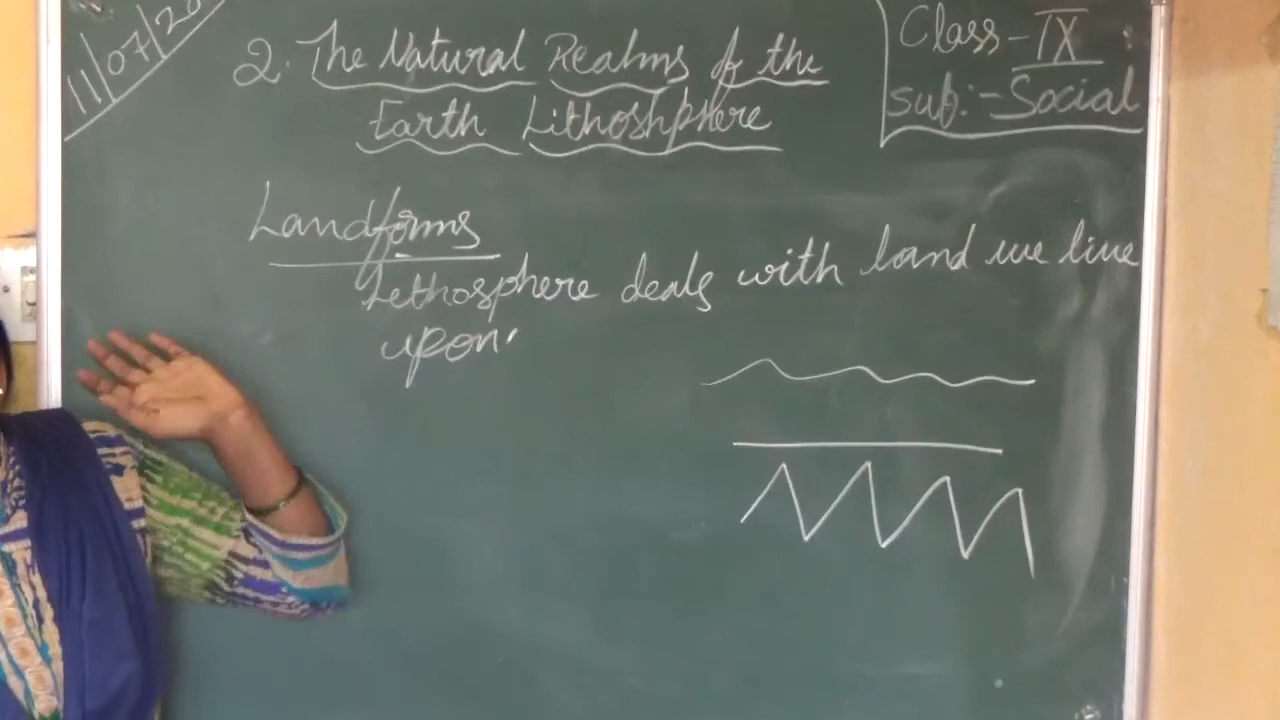 11/07/20
2. The Natural Realms of the
Earth Lithoshphere
Class - IX
sub:- Social
Landforms
Lethosphere deals with land we live
upon.